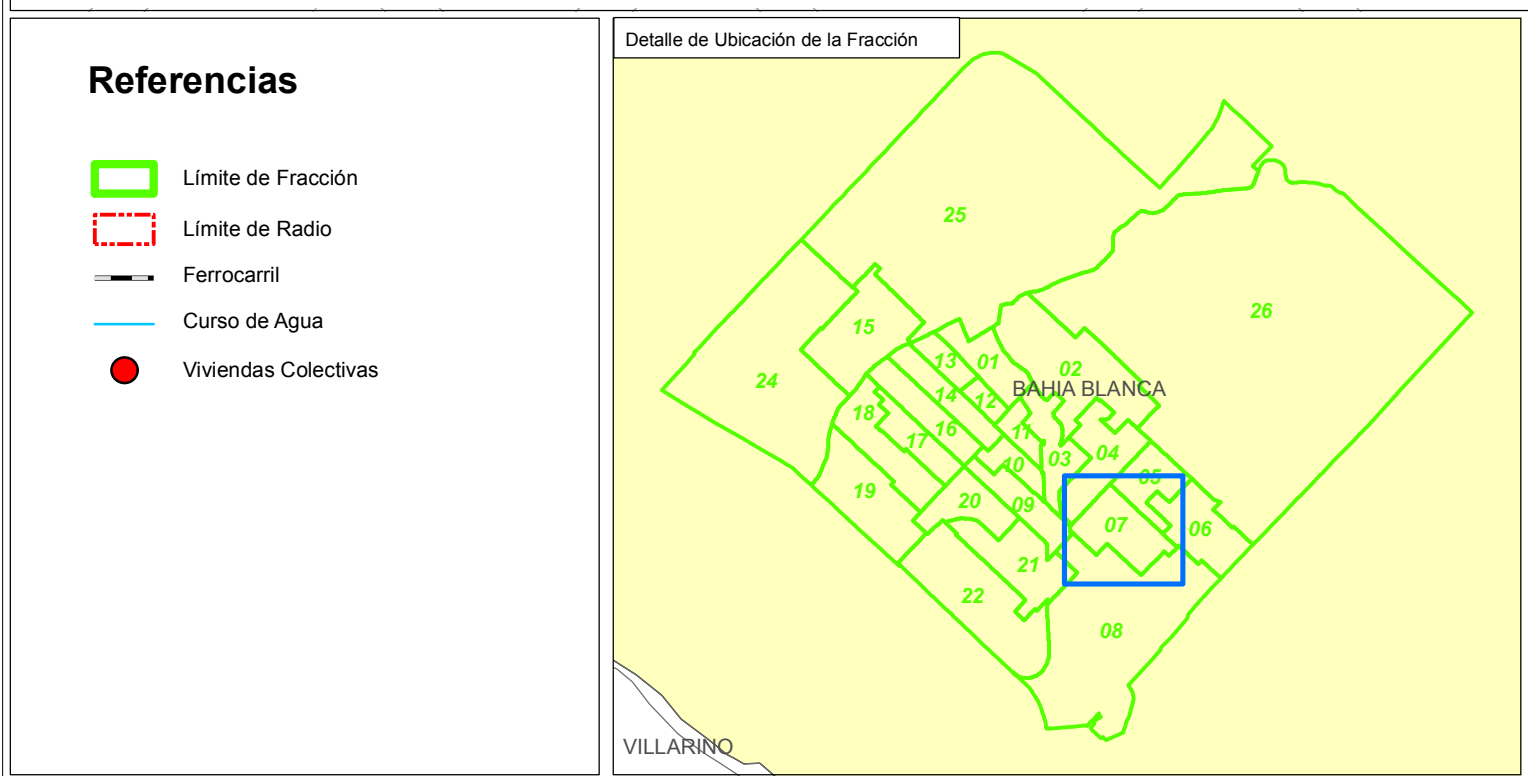 Referencias
Límite de Fracción
Límite de Radio
Ferrocarril
Curso de Agua
Viviendas Colectivas
Detalle de Ubicación de la Fracción
25
26
15
24
13
01
02
BAHIA BLANCA
14
12
18
17
16
11
10
03
04
05
19
20
09
07
06
21
22
08
VILLARINO